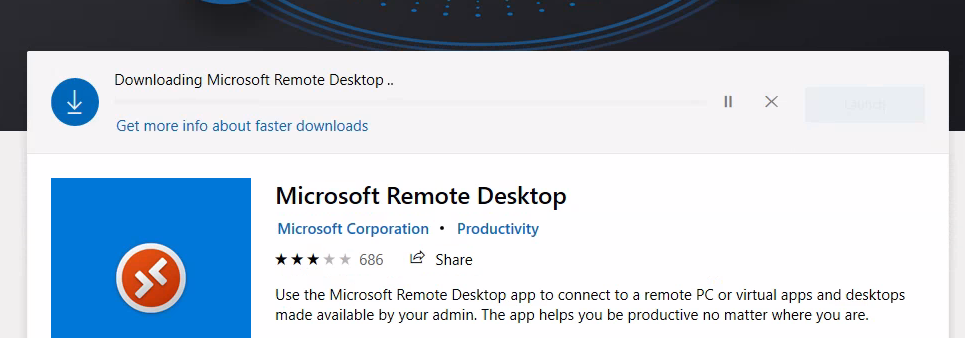 Downloading Microsoft Remote Desktop ..
Get more info about faster downloads
Launch
Microsoft Remote Desktop
Microsoft Corporation • Productivity
686 Share
Use the Microsoft Remote Desktop app to connect to a remote PC or virtual apps and desktops
made available by your admin. The app helps you be productive no matter where you are.